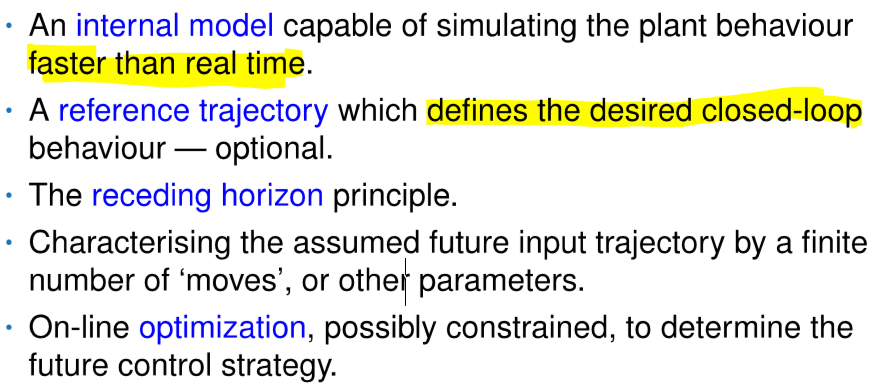 • An internal model capable of simulating the plant behaviour
faster than real time.
• A reference trajectory which defines the desired closed-loop
behaviour — optional.
• The receding horizon principle.
• Characterising the assumed future input trajectory by a finite
number of ‘moves’, or other parameters.
• On-line optimization, possibly constrained, to determine the
future control strategy.